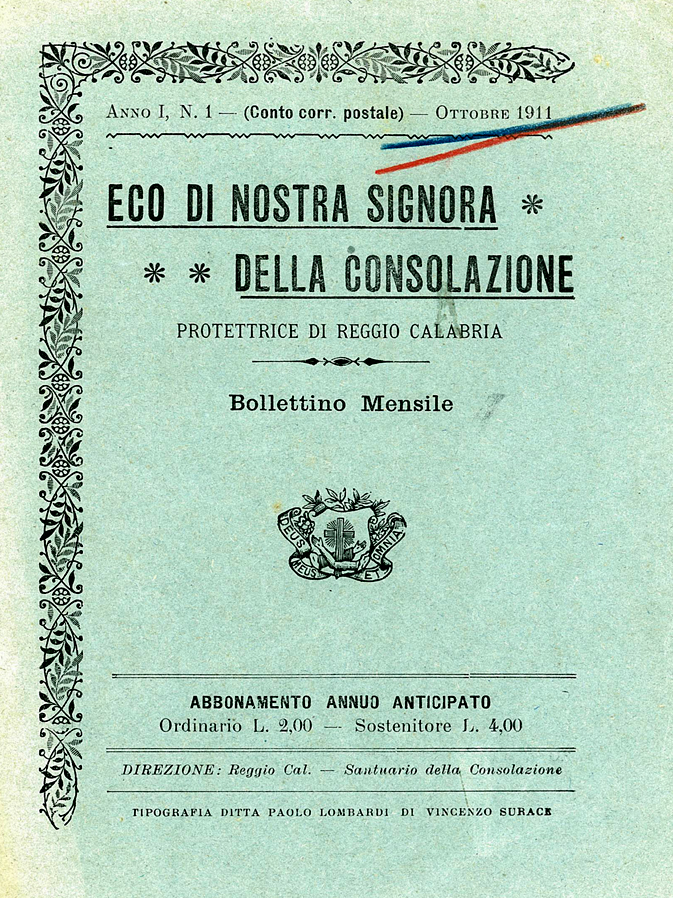 ANNO I, N. 1 — (Conto corr. postale) — OTTOBRE 1911
ECO DI NOSTRA SIGNORA *
* * DELLA CONSOLAZIONE
PROTETTRICE DI REGGIO CALABRIA
Bollettino Mensile
DEUS MEUS ET OMNIA
ABBONAMENTO ANNUO ANTICIPATO
Ordinario L. 2,00 — Sostenitore L. 4,00
DIREZIONE: Reggio Cal. — Santuario della Consolazione
TIPOGRAFIA DITTA PAOLO LOMBARDI DI VINCENZO SURACE